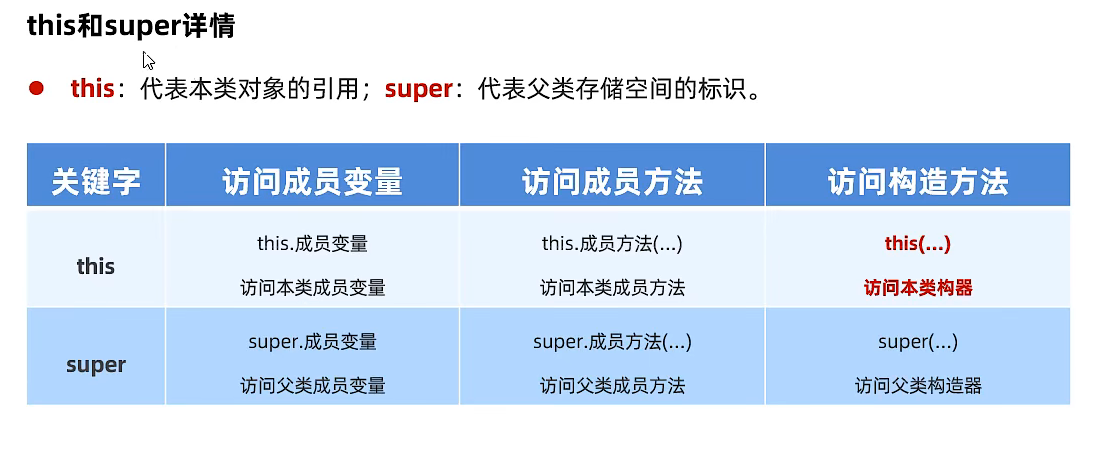 this和super详情
this：代表本类对象的引用；super：代表父类存储空间的标识。
关键字 访问成员变量 访问成员方法 访问构造方法
this
this.成员变量
访问本类成员变量
this.成员方法(...)
访问本类成员方法
this(...)
访问本类构器
super
super.成员变量
访问父类成员变量
super.成员方法(...)
访问父类成员方法
super(...)
访问父类构造器